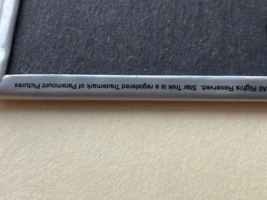 All Rights Reserved. Star Trek is a registered Trademark of Paramount Pictures